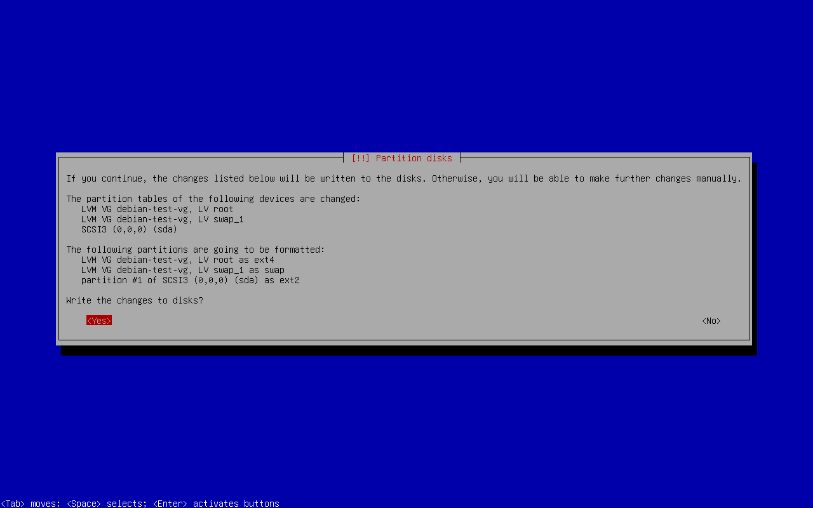 [!!] Partition disks
If you continue, the changes listed below will be written to the disks. Otherwise, you will be able to make further changes manually.
The partition tables of the following devices are changed:
LVM VG debian-test-vg, LV root
LVM VG debian-test-vg, LV swap_1
SCSI3 (0,0,0) (sda)
The following partitions are going to be formatted:
LVM VG debian-test-vg, LV root as ext4
LVM VG debian-test-vg, LV swap_1 as swap
partition #1 of SCSI3 (0,0,0) (sda) as ext2
Write the changes to disks?
<Yes> <No>
<Tab> moves; <Space> selects; <Enter> activates buttons